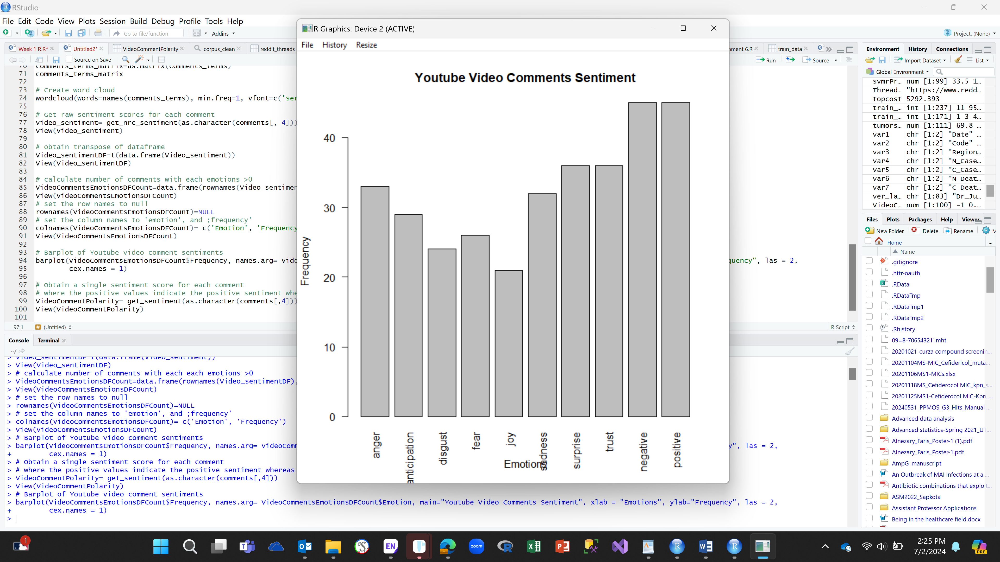 RStudio
File Edit Code View Plots Session Build Debug Profile Tools Help
Go to file/function
Addins
Project: (None)
Week 1 R.R*
Untitled2*
VideoCommentPolarity
corpus_clean
reddit_threads
nment 6.R
train_data
Source on Save
Run
Source
70 comments_terms_matrix=as.matrix(comments_terms)
71 comments_terms_matrix
72
73 # Create word cloud
74 wordcloud(words=names(comments_terms), min.freq=1, vfont=c('ser
75
76 # Get raw sentiment scores for each comment
77 Video_sentiment= get_nrc_sentiment(as.character(comments[, 4]))
78 View(Video_sentiment)
79
80 # obtain transpose of dataframe
81 Video_sentimentDF=t(data.frame(Video_sentiment))
82 View(Video_sentimentDF)
83
84 # calculate number of comments with each emotions >0
85 VideoCommentsEmotionsDFCount=data.frame(rownames(Video_sentimen
86 View(VideoCommentsEmotionsDFCount)
87 # set the row names to null
88 rownames(VideoCommentsEmotionsDFCount)=NULL
89 # set the column names to 'emotion', and ;frequency'
90 colnames(VideoCommentsEmotionsDFCount)= c('Emotion', 'Frequency
91 View(VideoCommentsEmotionsDFCount)
92
93 # Barplot of Youtube video comment sentiments
94 barplot(VideoCommentsEmotionsDFCount$Frequency, names.arg= Vide
quency", las = 2,
95 cex.names = 1)
96
97 # Obtain a single sentiment score for each comment
98 # where the positive values indicate the positive sentiment whe
99 VideoCommentPolarity= get_sentiment(as.character(comments[,4]))
100 View(VideoCommentPolarity)
101
97:1 (Untitled)
R Script
Console Terminal
~/
> Video_sentimentDF=t(data.frame(Video_sentiment))
> View(Video_sentimentDF)
> # calculate number of comments with each each emotions >0
> VideoCommentsEmotionsDFCount=data.frame(rownames(Video_sentimentDF),
> View(VideoCommentsEmotionsDFCount)
> # set the row names to null
> rownames(VideoCommentsEmotionsDFCount)=NULL
> # set the column names to 'emotion', and ;frequency'
> colnames(VideoCommentsEmotionsDFCount)= c('Emotion', 'Frequency')
> View(VideoCommentsEmotionsDFCount)
> # Barplot of Youtube video comment sentiments
> barplot(VideoCommentsEmotionsDFCount$Frequency, names.arg= VideoComm
y", las = 2,
+ cex.names = 1)
> # Obtain a single sentiment score for each comment
> # where the positive values indicate the positive sentiment whereas
> VideoCommentPolarity= get_sentiment(as.character(comments[,4]))
> View(VideoCommentPolarity)
> # Barplot of Youtube video comment sentiments
> barplot(VideoCommentsEmotionsDFCount$Frequency, names.arg= VideoCommentsEmotionsDFCount$Emotion, main="Youtube Video Comments Sentiment", xlab = "Emotions", ylab="Frequency", las = 2,
+ cex.names = 1)
>
R Graphics: Device 2 (ACTIVE)
File History Resize
Youtube Video Comments Sentiment
Frequency
40
30
20
10
0
anger
anticipation
disgust
fear
joy
sadness
surprise
trust
negative
positive
Emotions
Environment History Connections
Import Dataset List
Global Environment
svmrPr… num [1:99] 33.5 1…
Thread… "https://www.redd…
topcost 5292.393
train_… int [1:237] 11 95…
train_… int [1:171] 1 3 4…
tumors… num [1:111] 69.8 …
var1 chr [1:2] "Date" …
var2 chr [1:2] "Code" …
var3 chr [1:2] "Region…
var4 chr [1:2] "N_Case…
var5 chr [1:2] "C_Case…
var6 chr [1:2] "N_Deat…
var7 chr [1:2] "C_Deat…
ver_la… chr [1:83] "Dr_Ju…
VideoC… num [1:100] -1 0.…
Files Plots Packages Help Viewer
New Folder Delete Rename M
Home ...
Name
.gitignore
.httr-oauth
.RData
.RDataTmp
.RDataTmp1
.RDataTmp2
.Rhistory
09=8-70654321`.mht
20201021-curza compound screenin…
20201104MS-MIC_Cefidericol_muta…
20201106MS1-MICs.xlsx
20201118MS_Cefiderocol MIC_kpn_s…
20201125MS1-Cefiderocol MIC-Kpn_…
20240531_PPMOS_G3_Hits_Manual …
Advanced data analysis
Advanced statistics-Spring 2021_UT…
Alnezary_Faris_Poster-1 (1).pdf
Alnezary_Faris_Poster-1.pdf
AmpG_manuscript
An Outbreak of MAI Infections at a …
Antibiotic combinations that exploit…
ASM2022_Sapkota
Assistant Professor Applications
Being in the healthcare field.docx
1
EN
zoom
2:25 PM
7/2/2024
PRE